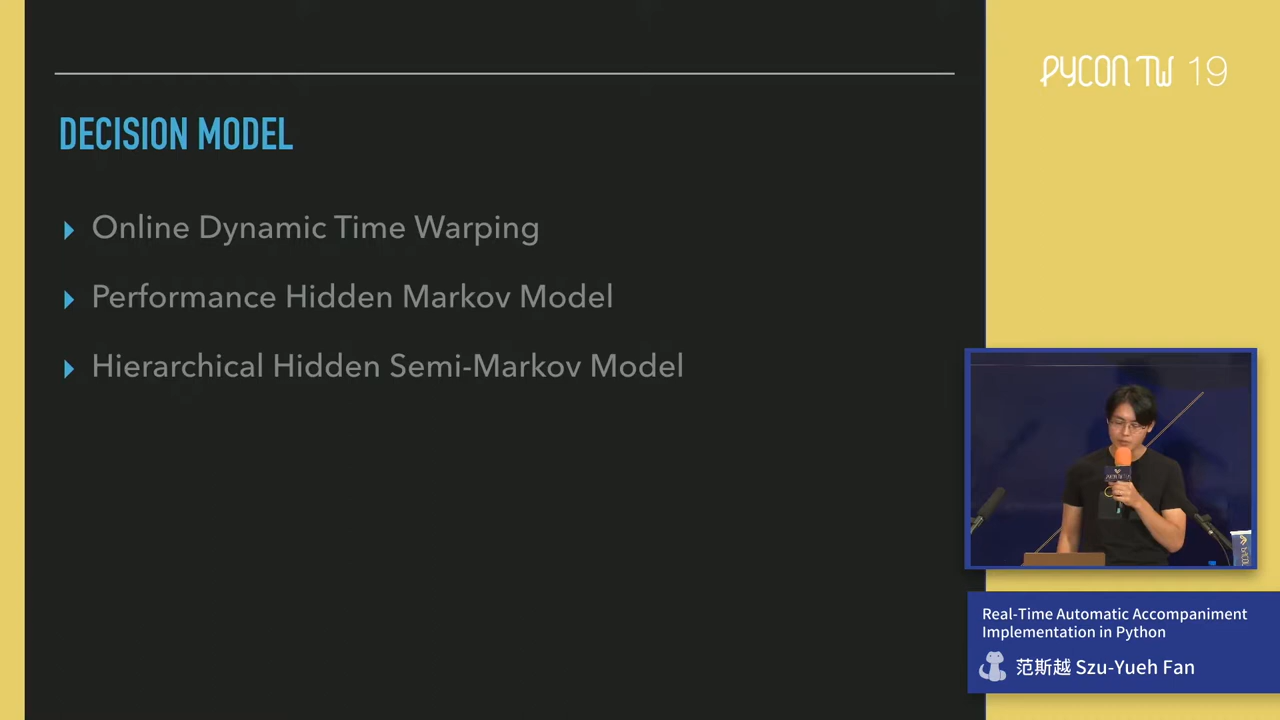 PYCON TW 19
DECISION MODEL
Online Dynamic Time Warping
Performance Hidden Markov Model
Hierarchical Hidden Semi-Markov Model
Real-Time Automatic Accompaniment
Implementation in Python
范斯越 Szu-Yueh Fan